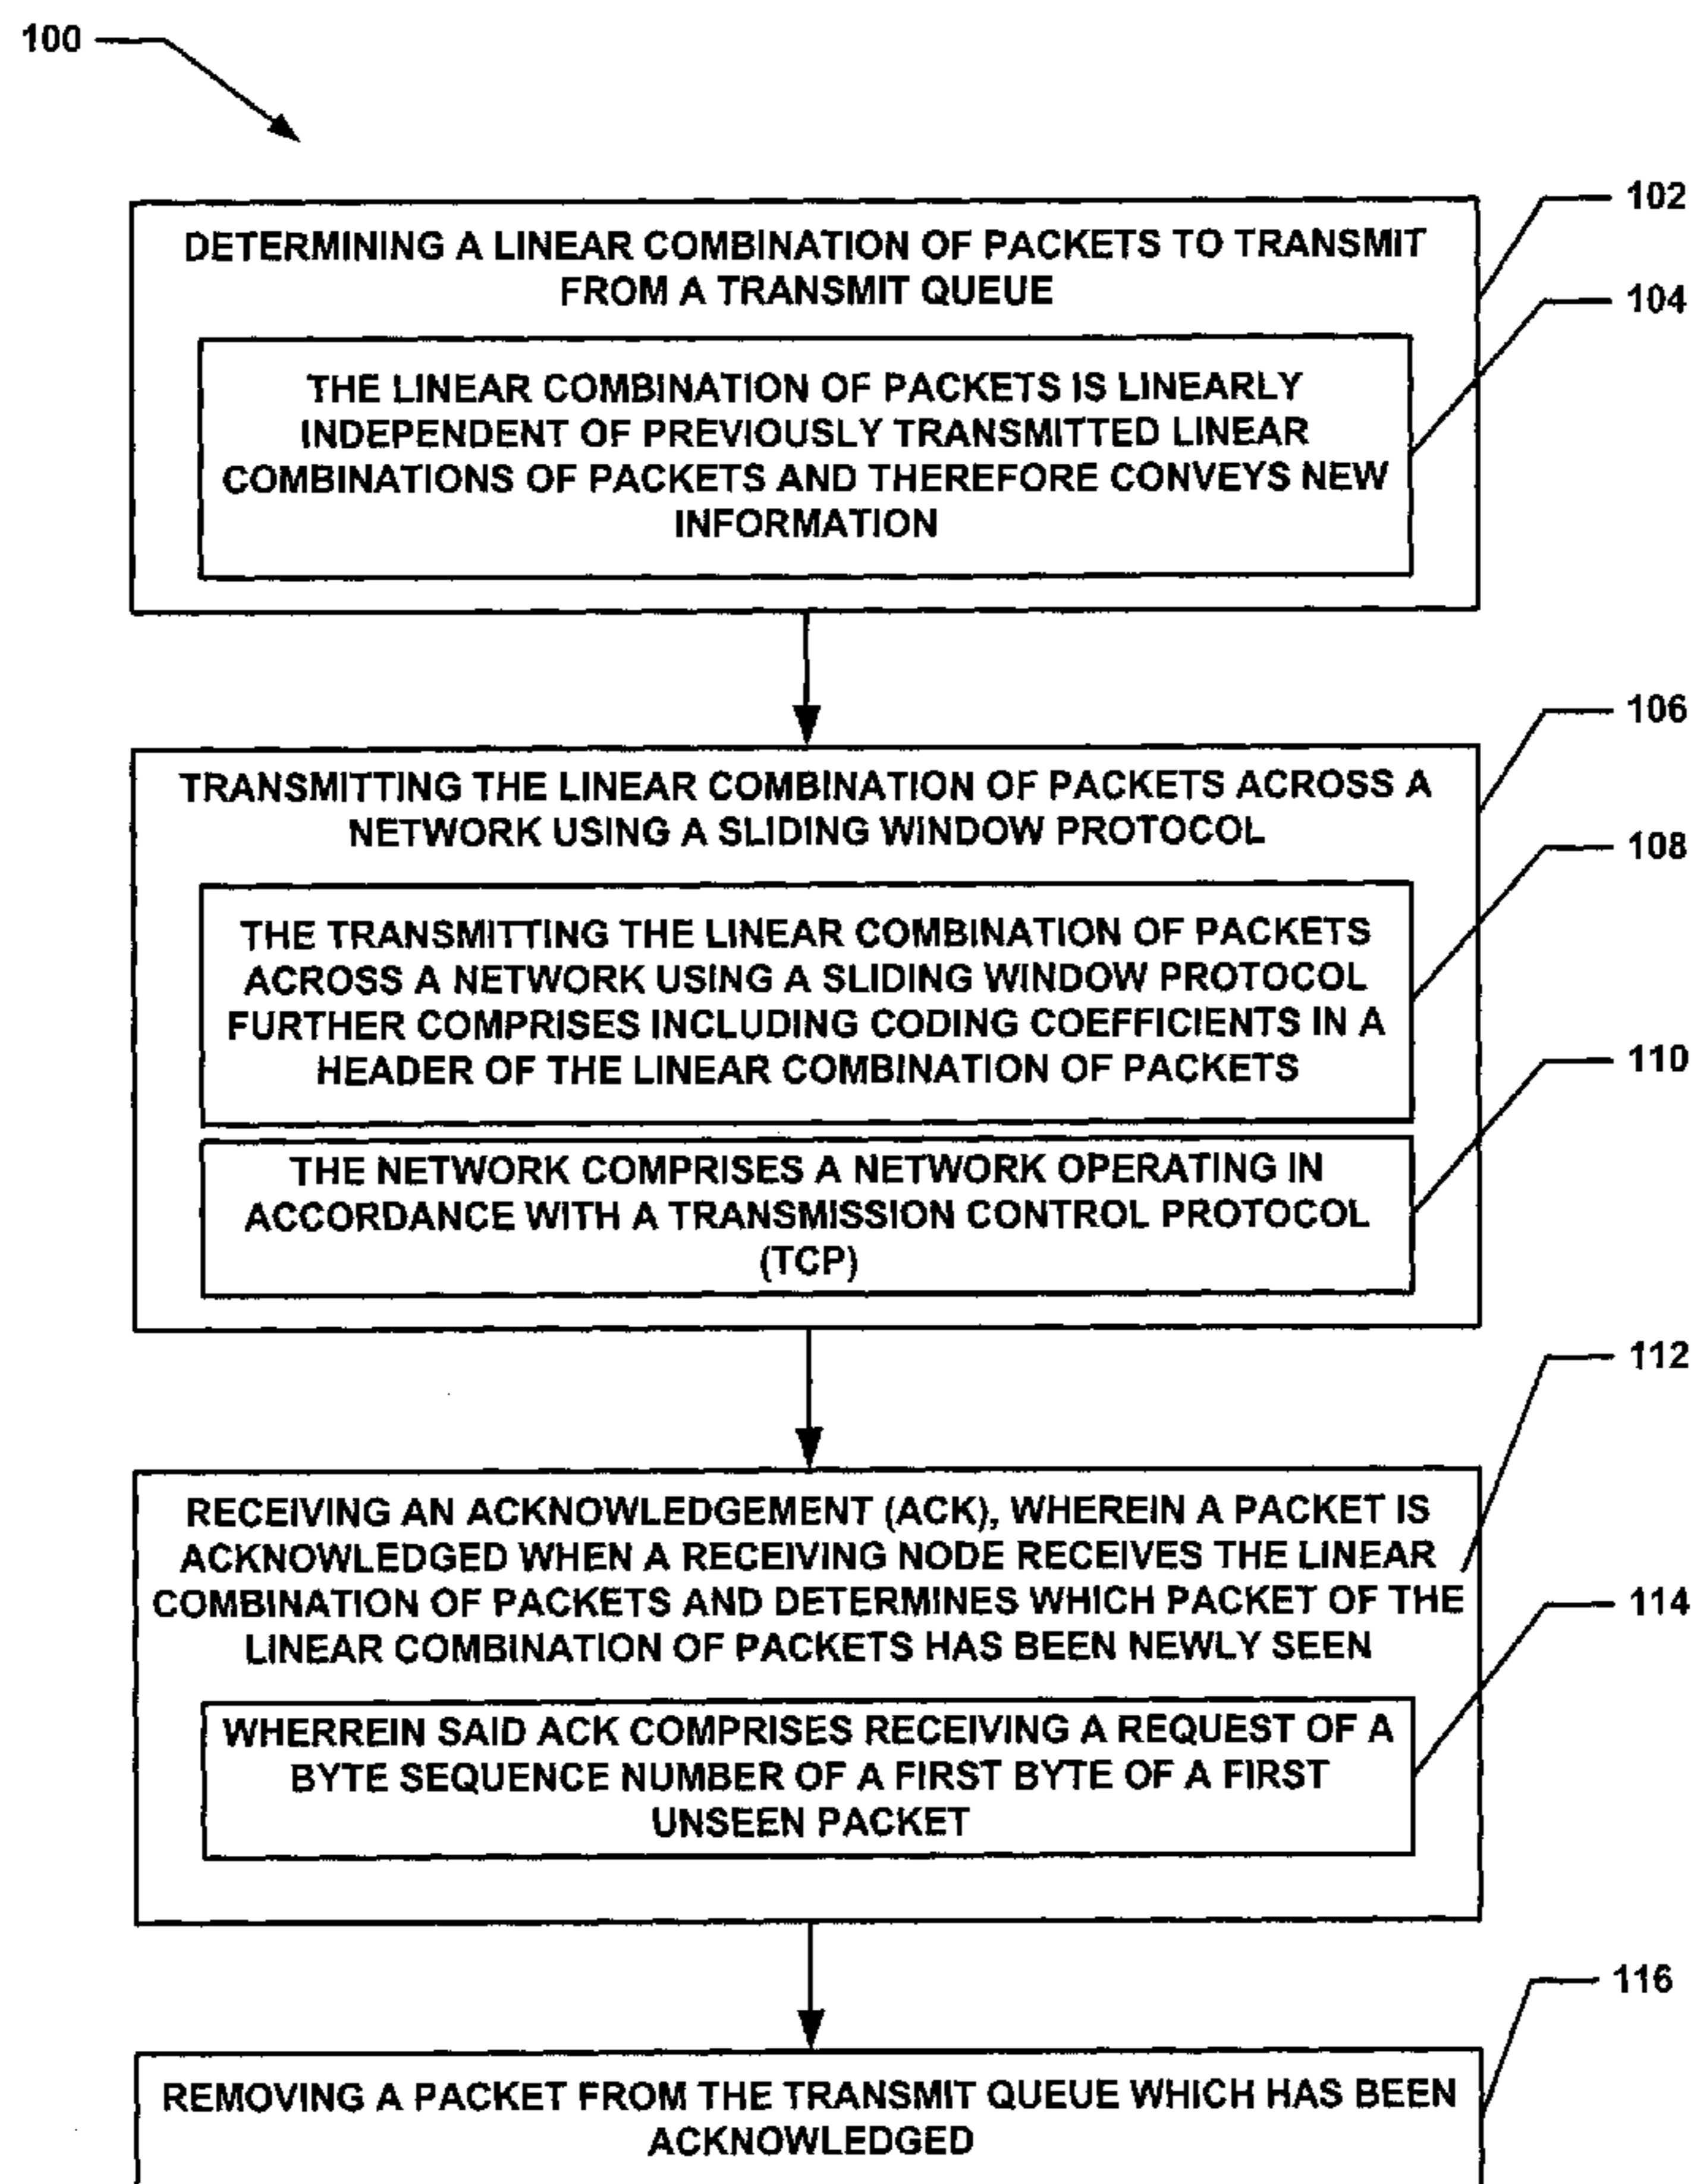 100
102
DETERMINING A LINEAR COMBINATION OF PACKETS TO TRANSMIT
FROM A TRANSMIT QUEUE
104
THE LINEAR COMBINATION OF PACKETS IS LINEARLY
INDEPENDENT OF PREVIOUSLY TRANSMITTED LINEAR
COMBINATIONS OF PACKETS AND THEREFORE CONVEYS NEW
INFORMATION
106
TRANSMITTING THE LINEAR COMBINATION OF PACKETS ACROSS A
NETWORK USING A SLIDING WINDOW PROTOCOL
108
THE TRANSMITTING THE LINEAR COMBINATION OF PACKETS
ACROSS A NETWORK USING A SLIDING WINDOW PROTOCOL
FURTHER COMPRISES INCLUDING CODING COEFFICIENTS IN A
HEADER OF THE LINEAR COMBINATION OF PACKETS
110
THE NETWORK COMPRISES A NETWORK OPERATING IN
ACCORDANCE WITH A TRANSMISSION CONTROL PROTOCOL
(TCP)
112
RECEIVING AN ACKNOWLEDGEMENT (ACK), WHEREIN A PACKET IS
ACKNOWLEDGED WHEN A RECEIVING NODE RECEIVES THE LINEAR
COMBINATION OF PACKETS AND DETERMINES WHICH PACKET OF THE
LINEAR COMBINATION OF PACKETS HAS BEEN NEWLY SEEN
114
WHERREIN SAID ACK COMPRISES RECEIVING A REQUEST OF A
BYTE SEQUENCE NUMBER OF A FIRST BYTE OF A FIRST
UNSEEN PACKET
116
REMOVING A PACKET FROM THE TRANSMIT QUEUE WHICH HAS BEEN
ACKNOWLEDGED